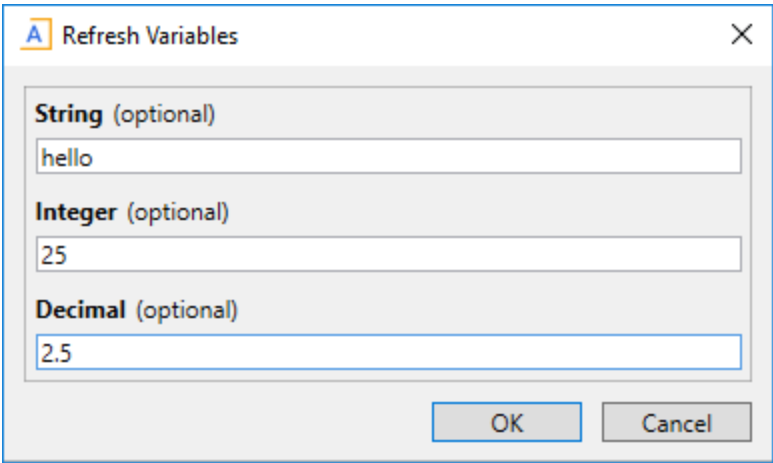 A Refresh Variables
String (optional)
hello
Integer (optional)
25
Decimal (optional)
2.5
OK Cancel